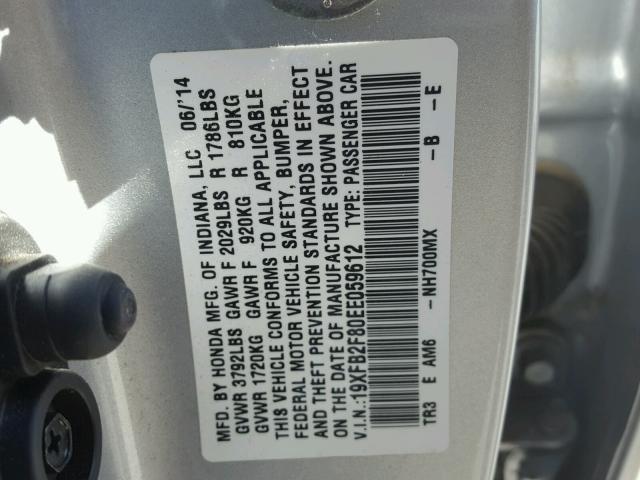 MFD. BY HONDA MFG. OF INDIANA, LLC 06/'14
GVWR 3792LBS GAWR F 2029LBS R 1786LBS
GVWR 1720KG GAWR F 920KG R 810KG
THIS VEHICLE CONFORMS TO ALL APPLICABLE
FEDERAL MOTOR VEHICLE SAFETY, BUMPER,
AND THEFT PREVENTION STANDARDS IN EFFECT
ON THE DATE OF MANUFACTURE SHOWN ABOVE.
V.I.N.:19XFB2F80EE059612 TYPE: PASSENGER CAR
TR3 E AM6 -NH700MX -B -E